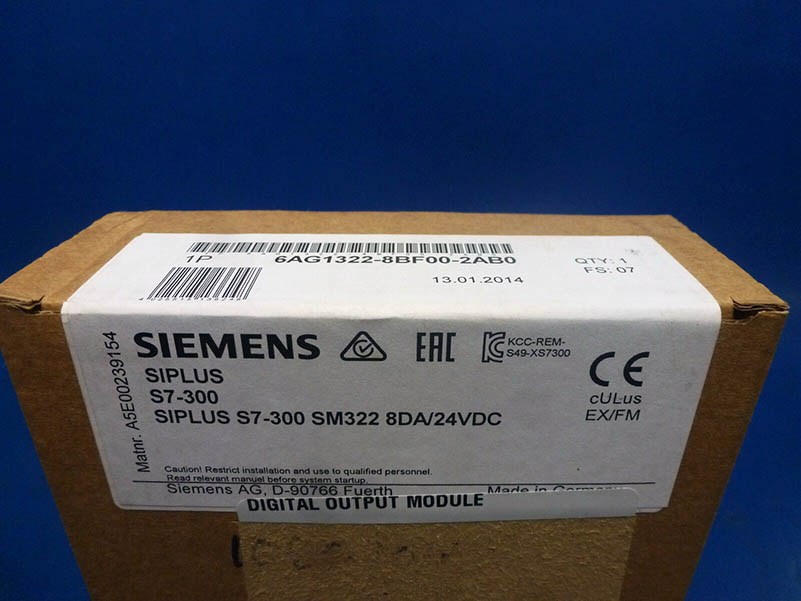 1P 6AG1322-8BF00-2AB0 QTY: 1
13.01.2014 FS: 07
SIEMENS EAC KCC-REM-
S49-XS7300
CE
SIPLUS
S7-300
SIPLUS S7-300 SM322 8DA/24VDC
cULus
EX/FM
Matnr. A5E00239154
Caution! Restrict installation and use to qualified personnel.
Read relevant manuel before system startup.
Siemens AG, D-90766 Fuerth Made in Germany
DIGITAL OUTPUT MODULE